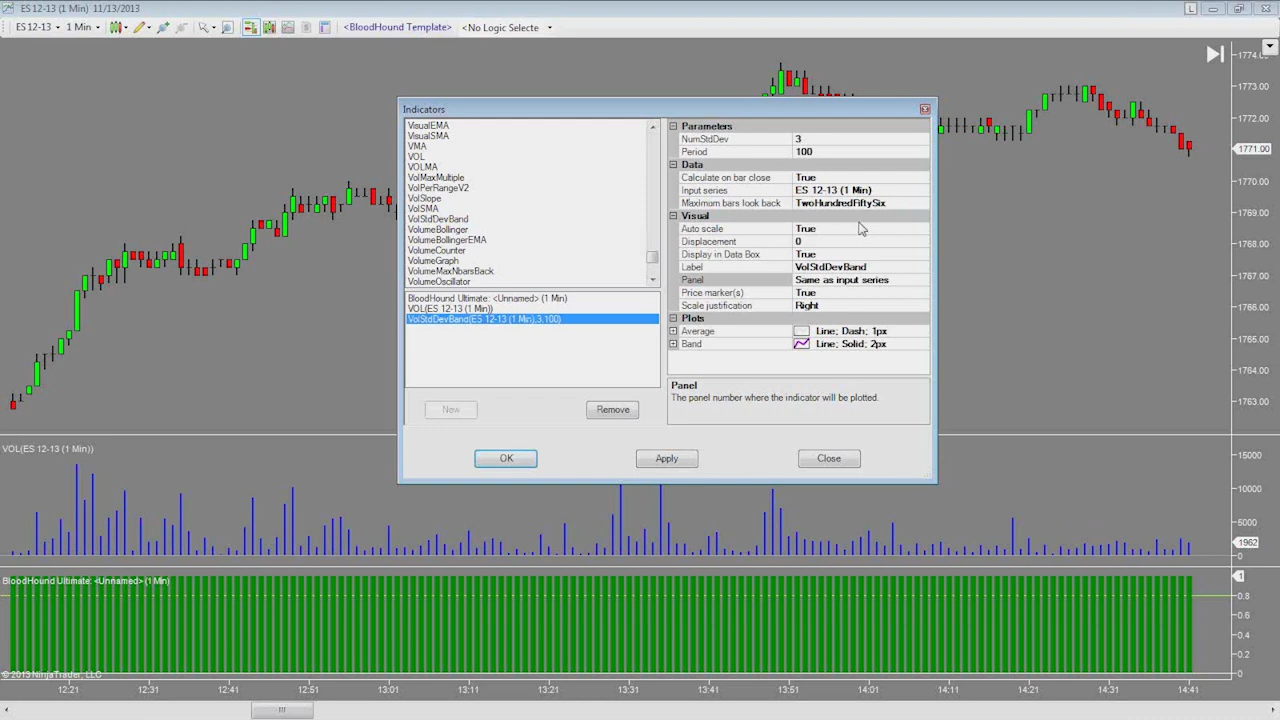 ES 12-13 (1 Min) 11/13/2013
L
ES 12-13 1 Min <BloodHound Template> <No Logic Selecte
Indicators
VisualEMA
VisualSMA
VMA
VOL
VOLMA
VolMaxMultiple
VolPerRangeV2
VolSlope
VolSMA
VolStdDevBand
VolumeBollinger
VolumeBollingerEMA
VolumeCounter
VolumeGraph
VolumeMaxNbarsBack
VolumeOscillator
BloodHound Ultimate: <Unnamed> (1 Min)
VOL(ES 12-13 (1 Min))
VolStdDevBand(ES 12-13 (1 Min),3,100)
New
Remove
Parameters
NumStdDev 3
Period 100
Data
Calculate on bar close True
Input series ES 12-13 (1 Min)
Maximum bars look back TwoHundredFiftySix
Visual
Auto scale True
Displacement 0
Display in Data Box True
Label VolStdDevBand
Panel Same as input series
Price marker(s) True
Scale justification Right
Plots
Average Line; Dash; 1px
Band Line; Solid; 2px
Panel
The panel number where the indicator will be plotted.
OK
Apply
Close
1774.00
1773.00
1772.00
1771.00
1770.00
1769.00
1768.00
1767.00
1766.00
1765.00
1764.00
1763.00
VOL(ES 12-13 (1 Min))
15000
10000
5000
1962
0
BloodHound Ultimate: <Unnamed> (1 Min)
1
0.8
0.6
0.4
0.2
0
© 2013 NinjaTrader, LLC
12:21 12:31 12:41 12:51 13:01 13:11 13:21 13:31 13:41 13:51 14:01 14:11 14:21 14:31 14:41